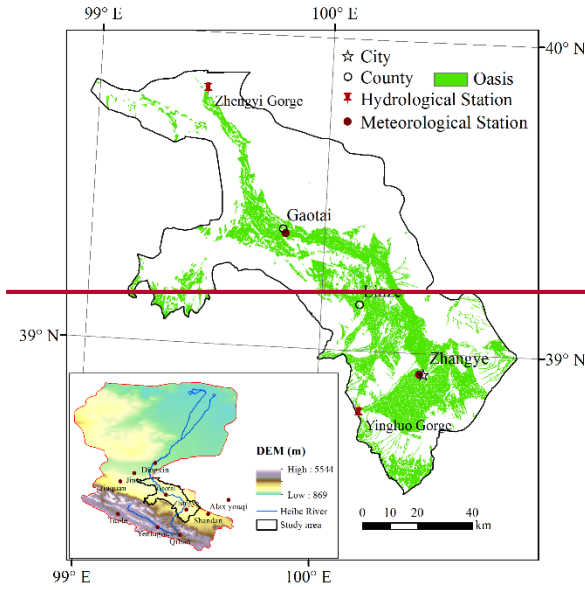 99° E
100° E
40° N
City
County
Oasis
Hydrological Station
Meteorological Station
Zhengyi Gorge
Gaotai
39° N
39° N
Zhangye
Yingluo Gorge
DEM (m)
High : 5544
Low : 869
Heihe River
Study area
Dingxin
Alax youqi
Shandan
Qilian
0 10 20 40
km
99° E
100° E